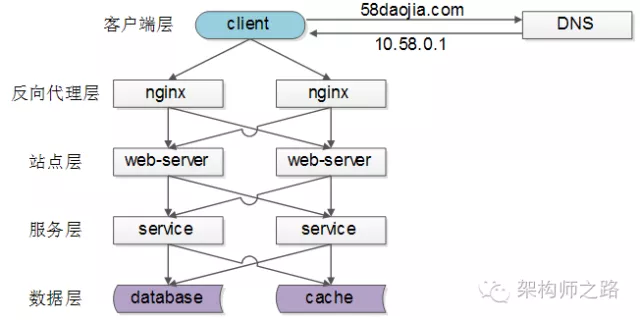 客户端层 client 58daojia.com DNS
10.58.0.1
反向代理层 nginx nginx
站点层 web-server web-server
服务层 service service
数据层 database cache
架构师之路